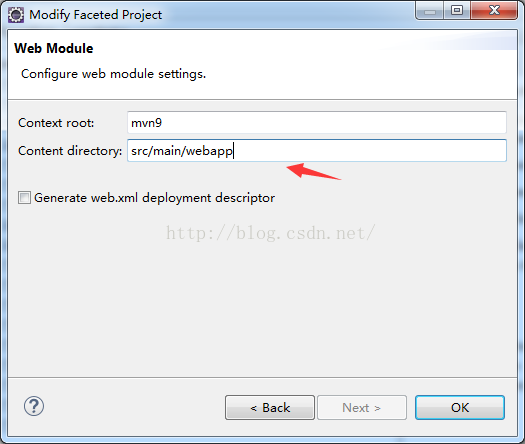 Modify Faceted Project
Web Module
Configure web module settings.
Context root: mvn9
Content directory: src/main/webapp
Generate web.xml deployment descriptor
http://blog.csdn.net/
? < Back Next > OK